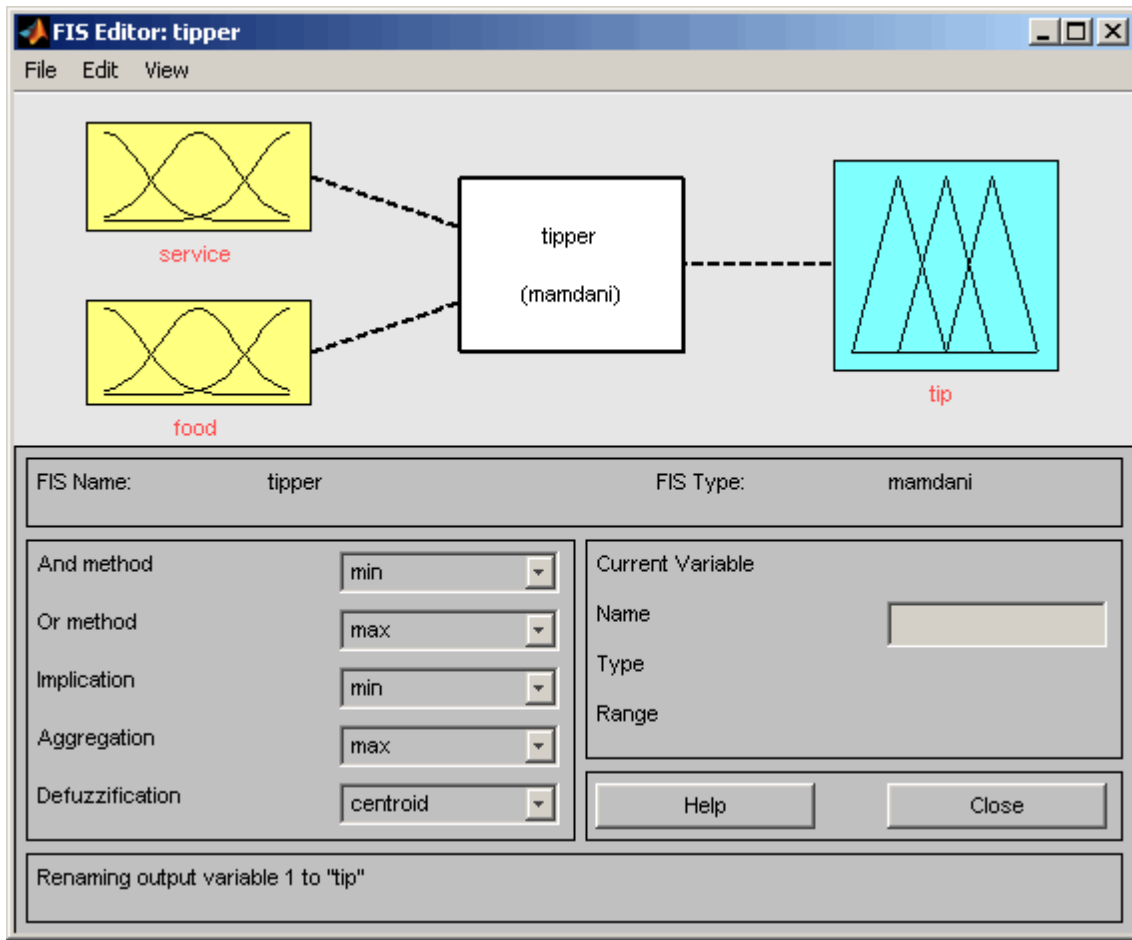 FIS Editor: tipper
File Edit View
service
food
tipper
(mamdani)
tip
FIS Name: tipper FIS Type: mamdani
And method min
Or method max
Implication min
Aggregation max
Defuzzification centroid
Current Variable
Name
Type
Range
Help Close
Renaming output variable 1 to "tip"